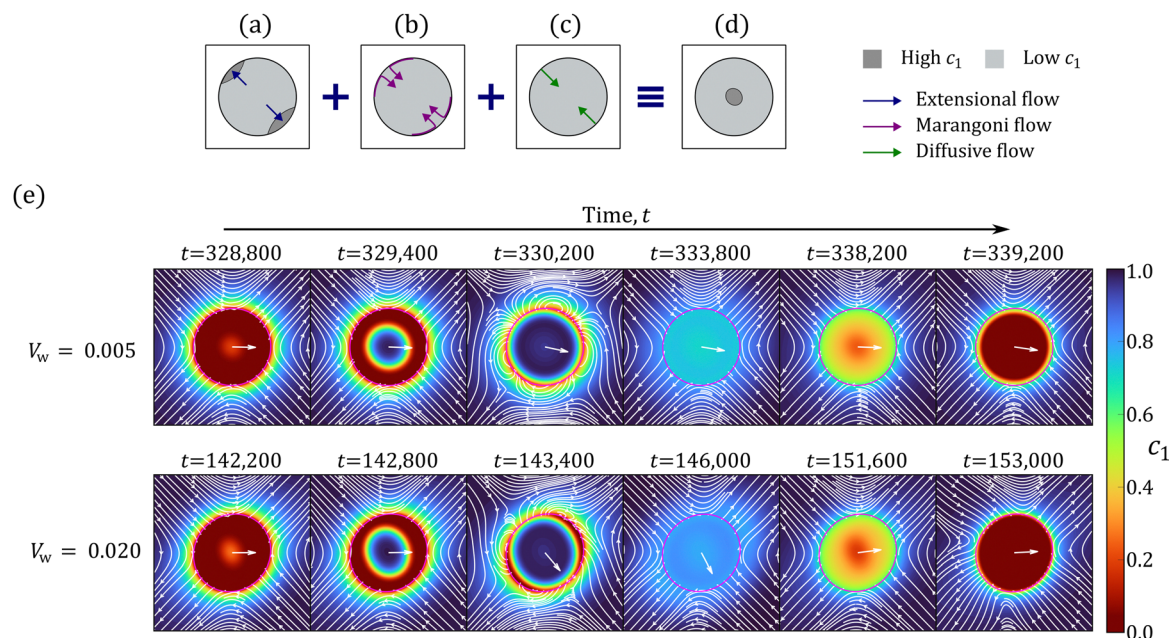 (a) (b) (c) (d)
+ + ≡
High c₁ Low c₁
Extensional flow
Marangoni flow
Diffusive flow
(e)
Time, t
t=328,800 t=329,400 t=330,200 t=333,800 t=338,200 t=339,200
V_w = 0.005
t=142,200 t=142,800 t=143,400 t=146,000 t=151,600 t=153,000
V_w = 0.020
1.0
0.8
0.6
c₁
0.4
0.2
0.0